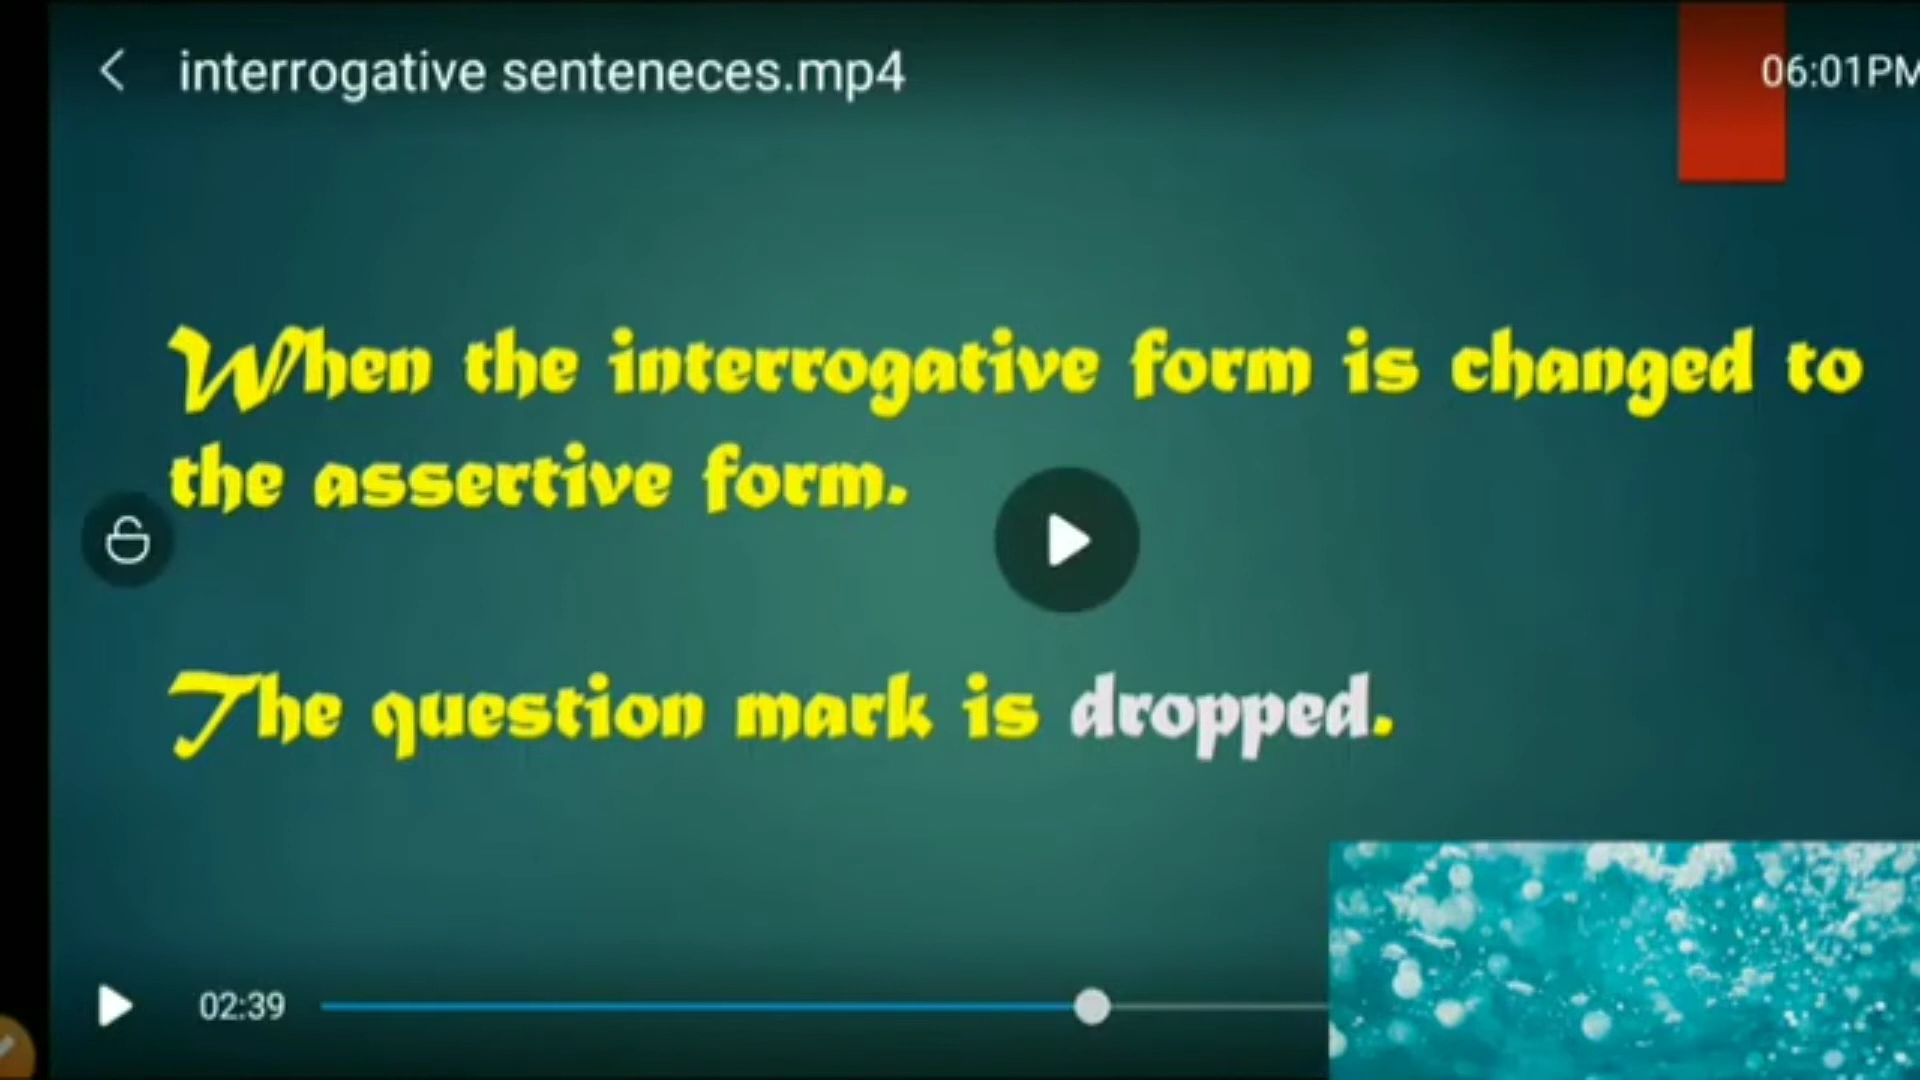 interrogative senteneces.mp4
06:01PM
When the interrogative form is changed to
the assertive form.
The question mark is dropped.
02:39